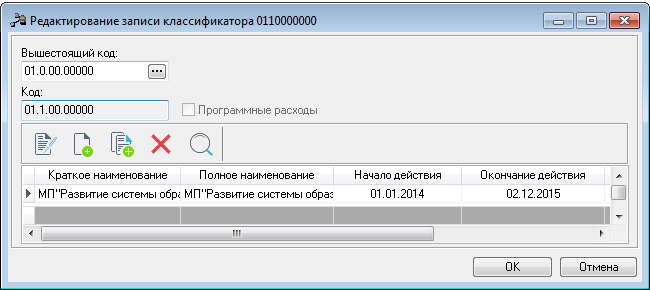 Редактирование записи классификатора 0110000000
Вышестоящий код:
01.0.00.00000
Код:
01.1.00.00000
Программные расходы
Краткое наименование Полное наименование Начало действия Окончание действия
МП"Развитие системы обра МП"Развитие системы образ 01.01.2014 02.12.2015
OK Отмена